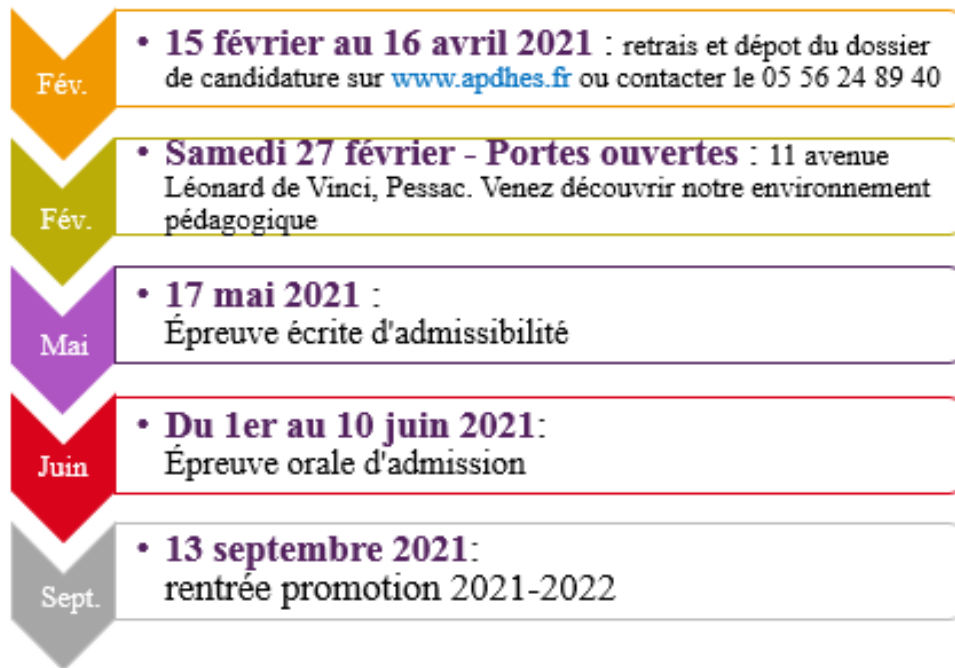 Fév.
• 15 février au 16 avril 2021 : retrais et dépot du dossier
de candidature sur www.apdhes.fr ou contacter le 05 56 24 89 40
Fév.
• Samedi 27 février - Portes ouvertes : 11 avenue
Léonard de Vinci, Pessac. Venez découvrir notre environnement
pédagogique
Mai
• 17 mai 2021 :
Épreuve écrite d'admissibilité
Juin
• Du 1er au 10 juin 2021:
Épreuve orale d'admission
Sept.
• 13 septembre 2021:
rentrée promotion 2021-2022